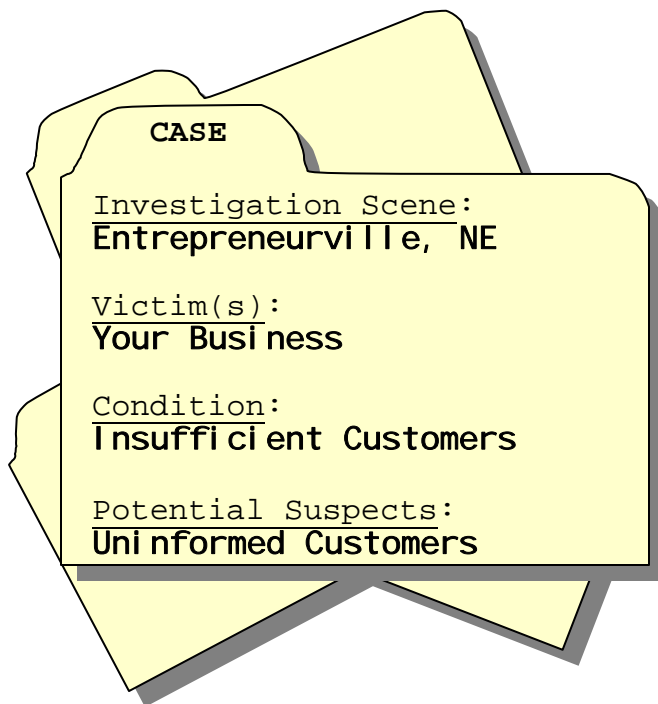 CASE
Investigation Scene:
Entrepreneurville, NE
Victim(s):
Your Business
Condition:
Insufficient Customers
Potential Suspects:
Uninformed Customers